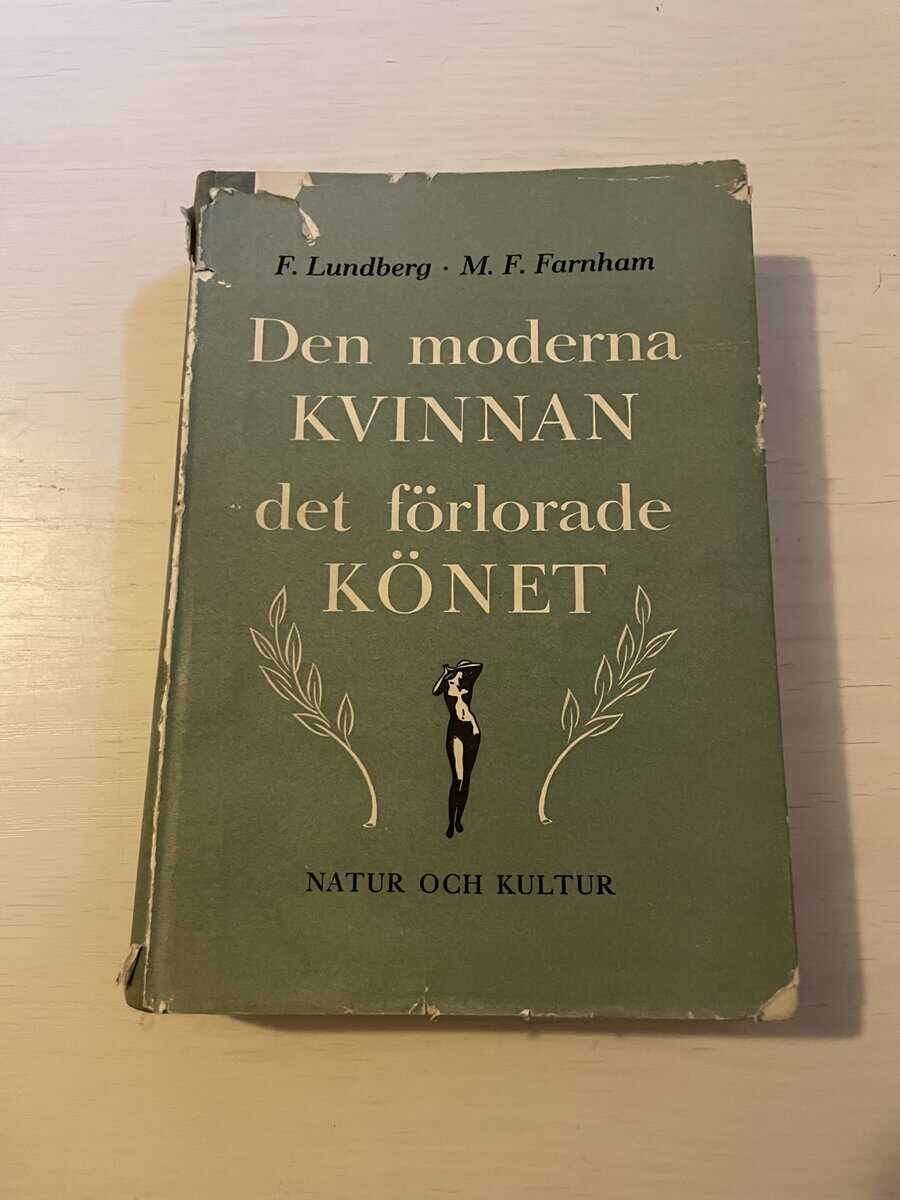 F. Lundberg · M. F. Farnham
Den moderna
KVINNAN
det förlorade
KÖNET
NATUR OCH KULTUR